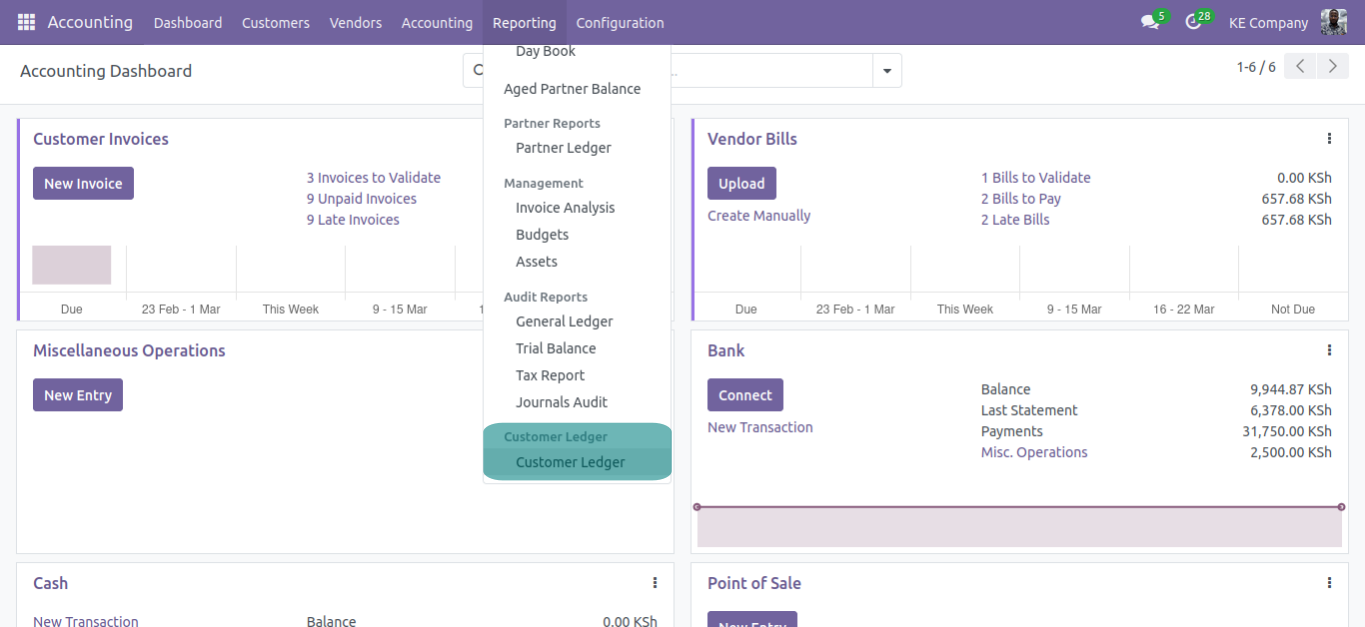 Accounting Dashboard Customers Vendors Accounting Reporting Configuration 5 28 KE Company
Accounting Dashboard
1-6 / 6
Day Book
Aged Partner Balance
Partner Reports
Partner Ledger
Management
Invoice Analysis
Budgets
Assets
Audit Reports
General Ledger
Trial Balance
Tax Report
Journals Audit
Customer Ledger
Customer Ledger
Customer Invoices
New Invoice
3 Invoices to Validate
9 Unpaid Invoices
9 Late Invoices
Due 23 Feb - 1 Mar This Week 9 - 15 Mar
Vendor Bills
Upload
Create Manually
1 Bills to Validate 0.00 KSh
2 Bills to Pay 657.68 KSh
2 Late Bills 657.68 KSh
Due 23 Feb - 1 Mar This Week 9 - 15 Mar 16 - 22 Mar Not Due
Miscellaneous Operations
New Entry
Bank
Connect
New Transaction
Balance 9,944.87 KSh
Last Statement 6,378.00 KSh
Payments 31,750.00 KSh
Misc. Operations 2,500.00 KSh
Cash
New Transaction Balance 0.00 KSh
Point of Sale
New Entry